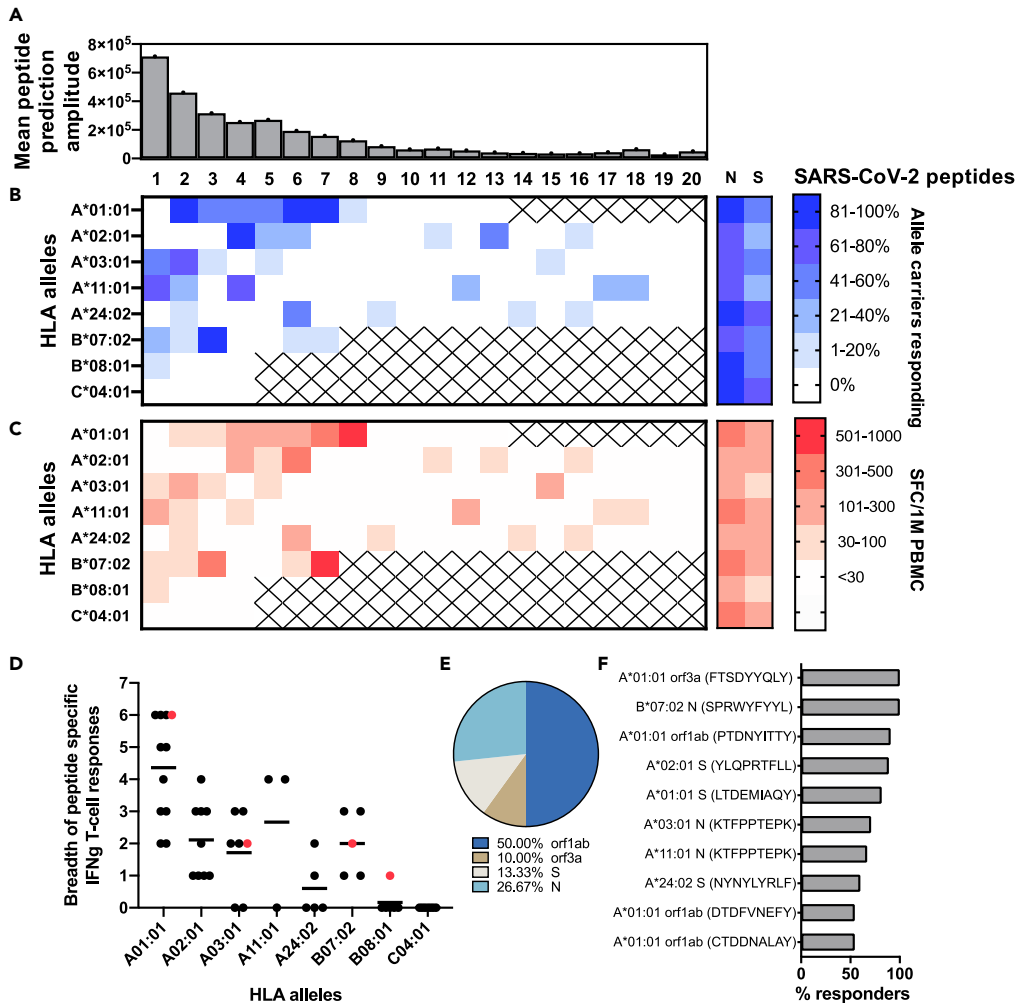 A
Mean peptide
prediction
amplitude
8×10⁵
6×10⁵
4×10⁵
2×10⁵
0
1 2 3 4 5 6 7 8 9 10 11 12 13 14 15 16 17 18 19 20
N S
SARS-CoV-2 peptides
B
HLA alleles
A*01:01
A*02:01
A*03:01
A*11:01
A*24:02
B*07:02
B*08:01
C*04:01
81-100%
61-80%
41-60%
21-40%
1-20%
0%
Allele carriers
responding
C
HLA alleles
A*01:01
A*02:01
A*03:01
A*11:01
A*24:02
B*07:02
B*08:01
C*04:01
501-1000
301-500
101-300
30-100
<30
SFC/1M PBMC
D
Breadth of peptide specific
IFNg T-cell responses
7
6
5
4
3
2
1
0
A01:01
A02:01
A03:01
A11:01
A24:02
B07:02
B08:01
C04:01
HLA alleles
E
50.00% orf1ab
10.00% orf3a
13.33% S
26.67% N
F
A*01:01 orf3a (FTSDYYQLY)
B*07:02 N (SPRWYFYYL)
A*01:01 orf1ab (PTDNYITTY)
A*02:01 S (YLQPRTFLL)
A*01:01 S (LTDEMIAQY)
A*03:01 N (KTFPPTEPK)
A*11:01 N (KTFPPTEPK)
A*24:02 S (NYNYLYRLF)
A*01:01 orf1ab (DTDFVNEFY)
A*01:01 orf1ab (CTDDNALAY)
0 50 100
% responders